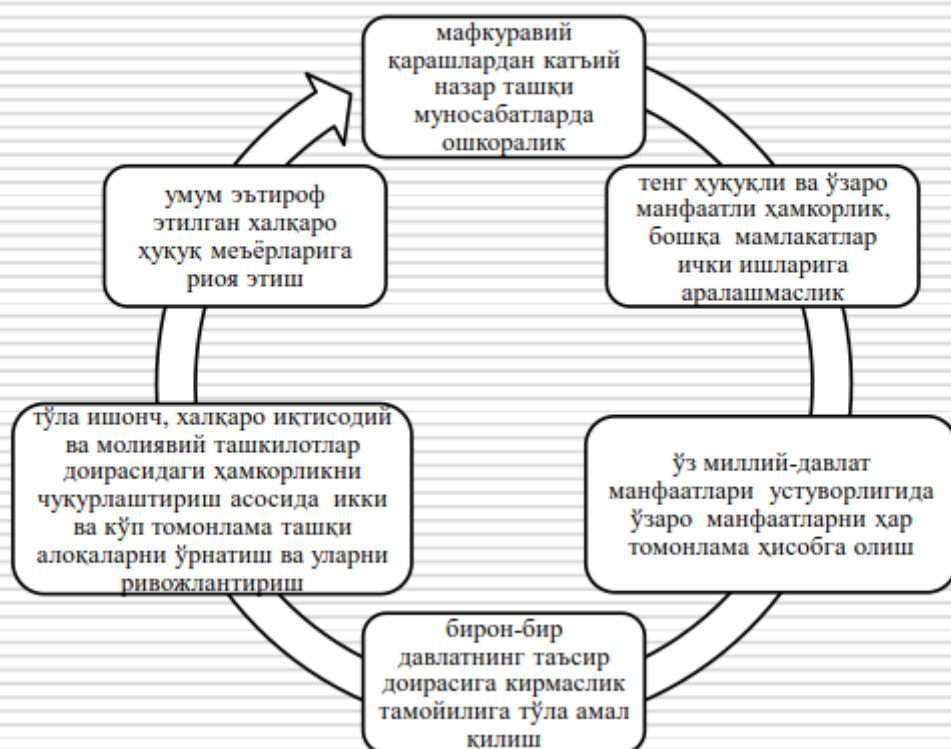 мафкуравий
қарашлардан катъий
назар ташқи
муносабатларда
ошкоралик
тенг ҳуқуқли ва ўзаро
манфаатли ҳамкорлик,
бошқа мамлакатлар
ички ишларига
аралашмаслик
ўз миллий-давлат
манфаатлари устуворлигида
ўзаро манфаатларни ҳар
томонлама ҳисобга олиш
бирон-бир
давлатнинг таъсир
доирасига кирмаслик
тамойилига тўла амал
қилиш
тўла ишонч, халқаро иқтисодий
ва молиявий ташкилотлар
доирасидаги ҳамкорликни
чуқурлаштириш асосида икки
ва кўп томонлама ташқи
алоқаларни ўрнатиш ва уларни
ривожлантириш
умум эътироф
этилган халқаро
ҳуқуқ меъёрларига
риоя этиш